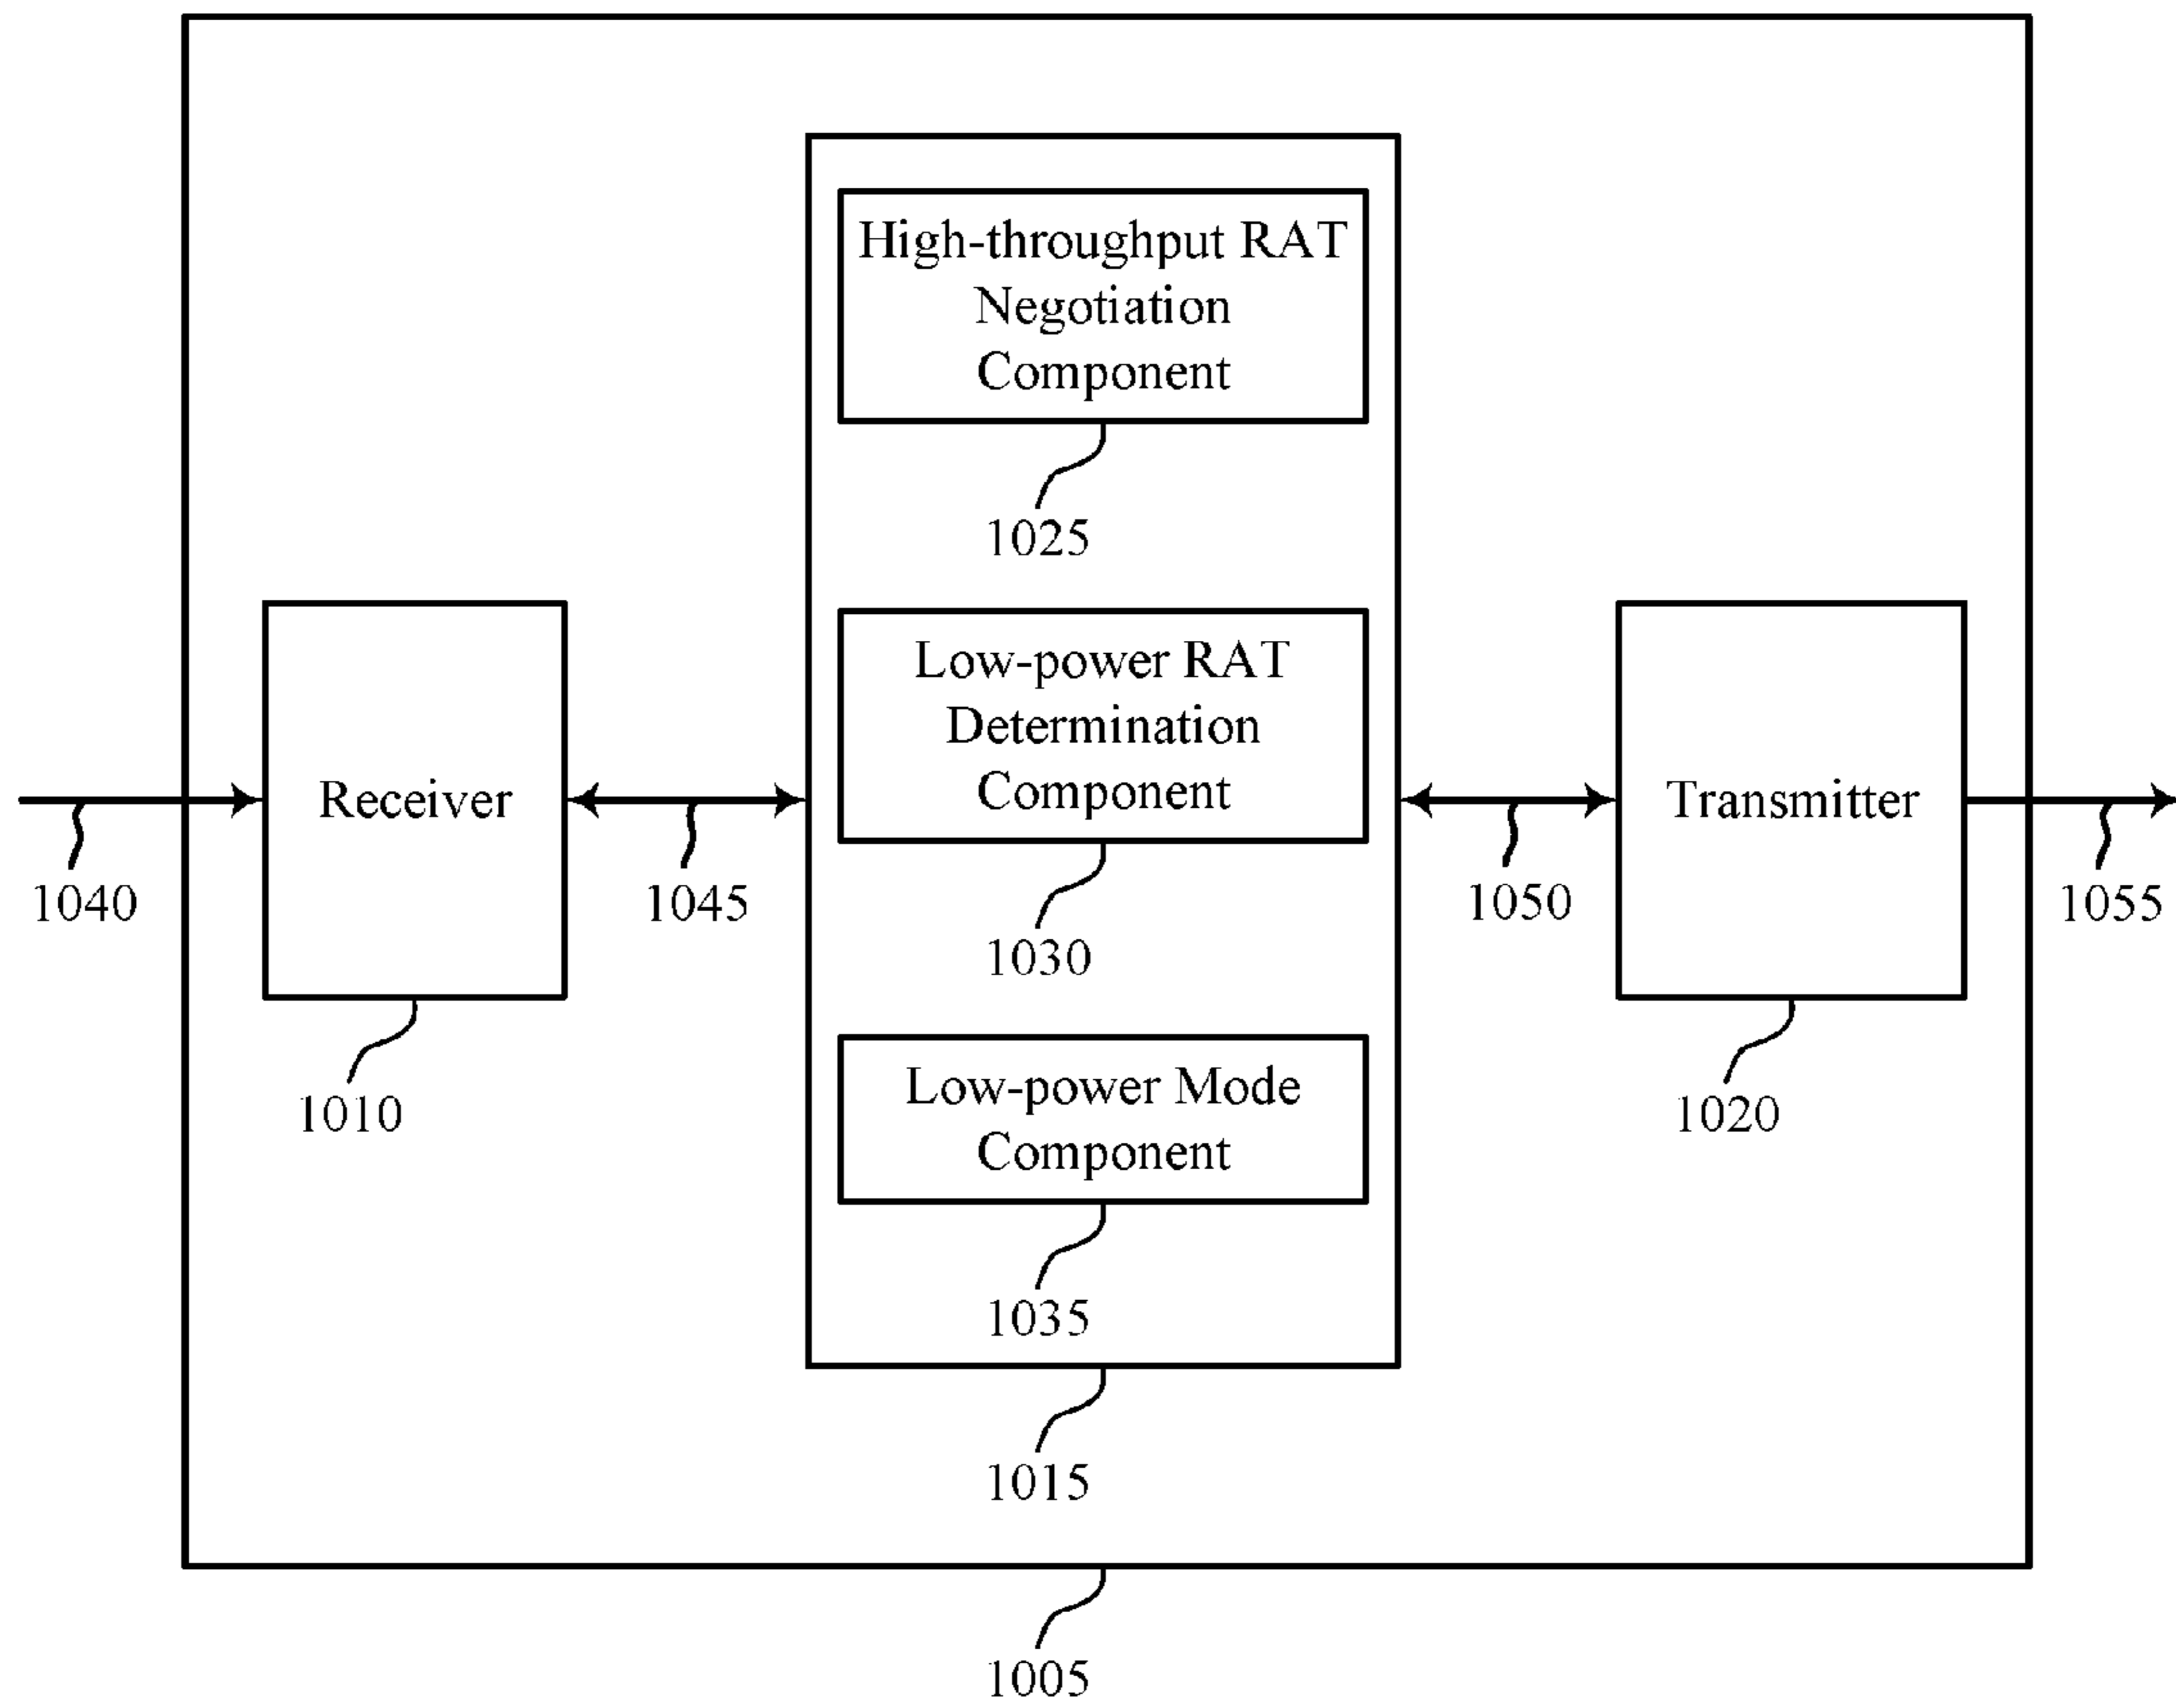 High-throughput RAT
Negotiation
Component
1025
Low-power RAT
Determination
Component
1030
Low-power Mode
Component
1035
1015
Receiver
1010
Transmitter
1020
1040
1045
1050
1055
1005